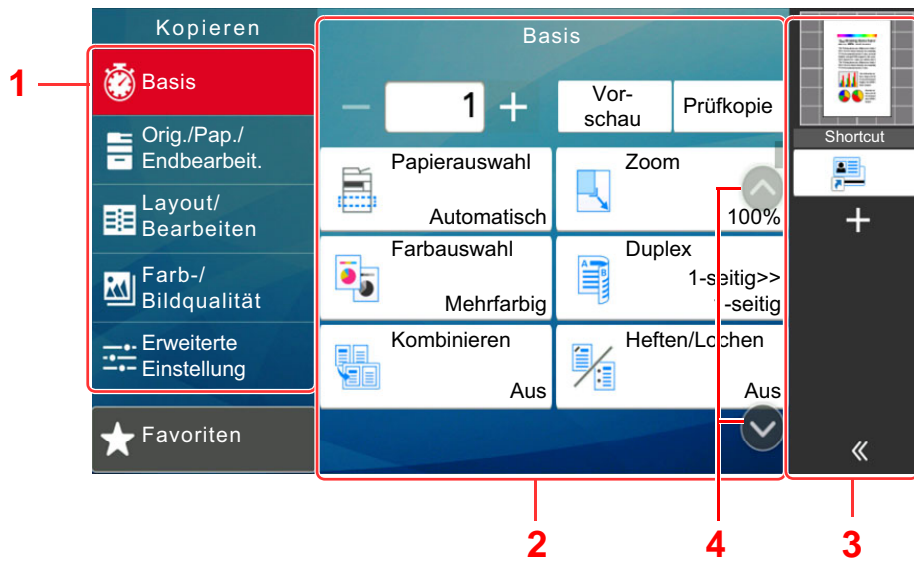 Kopieren
1
Basis
Orig./Pap./
Endbearbeit.
Layout/
Bearbeiten
Farb-/
Bildqualität
Erweiterte
Einstellung
Favoriten
Basis
1
Vor-
schau
Prüfkopie
Papierauswahl
Automatisch
Zoom
100%
Farbauswahl
Mehrfarbig
Duplex
1-seitig>>
-seitig
Kombinieren
Aus
Heften/Lochen
Aus
Shortcut
2
4
3